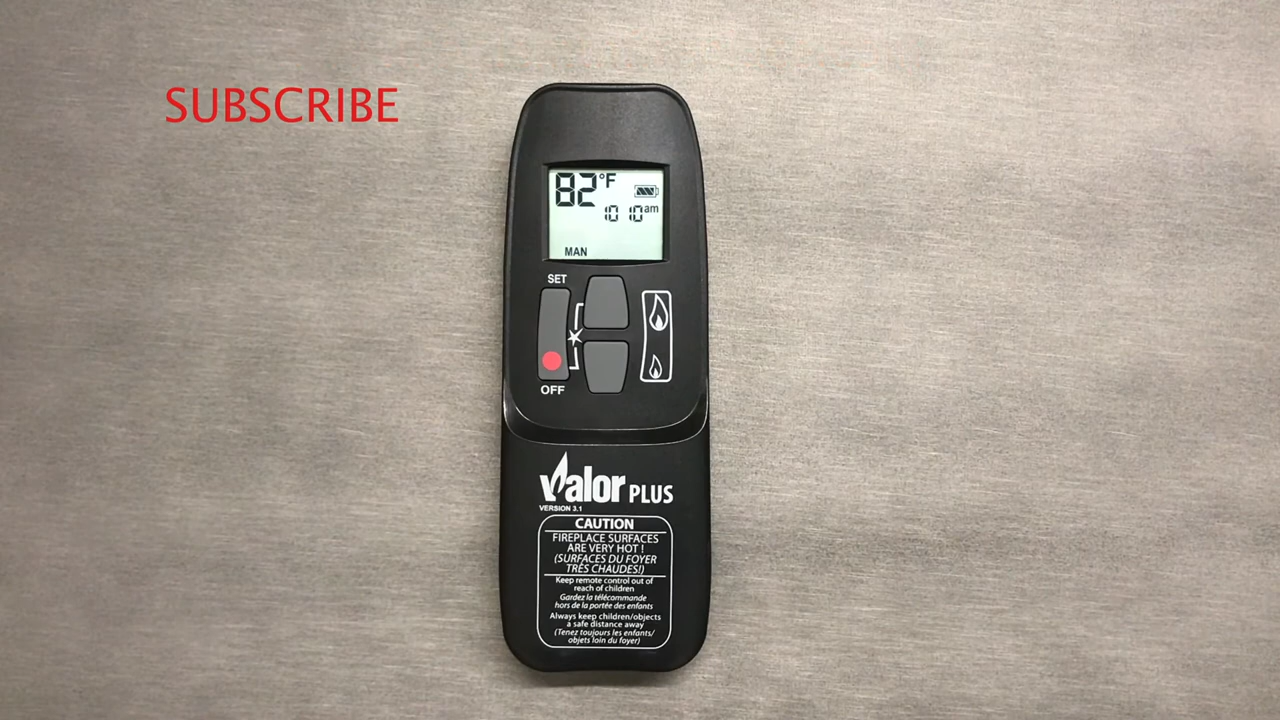 SUBSCRIBE
82°F
10 10am
MAN
SET
OFF
Valor PLUS
VERSION 3.1
CAUTION
FIREPLACE SURFACES
ARE VERY HOT !
(SURFACES DU FOYER
TRÈS CHAUDES!)
Keep remote control out of
reach of children
Gardez la télécommande
hors de la portée des enfants
Always keep children/objects
a safe distance away
(Tenez toujours les enfants/
objets loin du foyer)